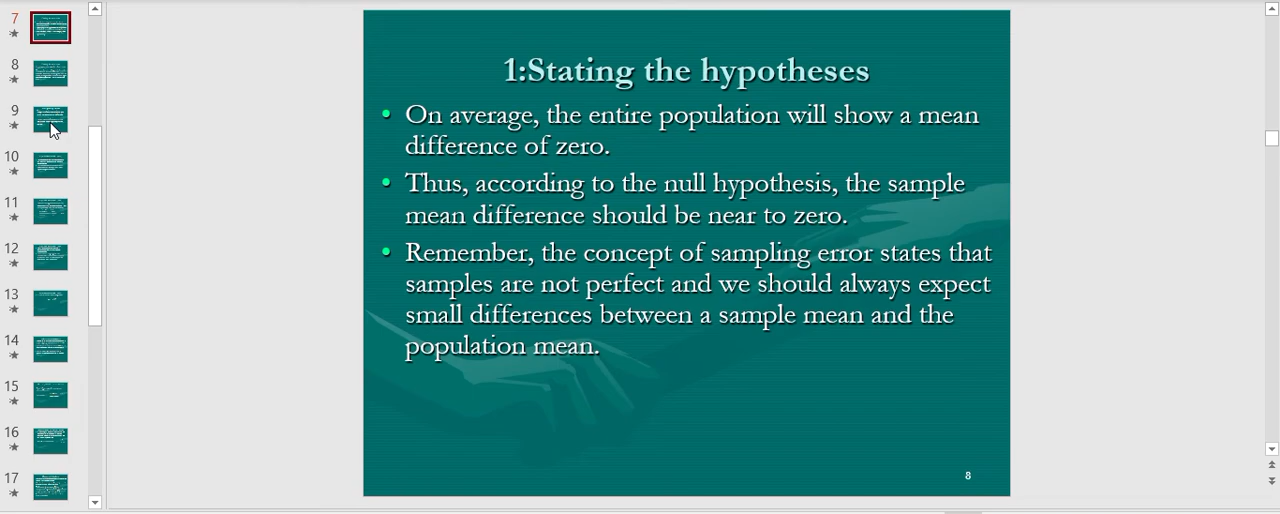 7
8
9
10
11
12
13
14
15
16
17
1:Stating the hypotheses
• On average, the entire population will show a mean
difference of zero.
• Thus, according to the null hypothesis, the sample
mean difference should be near to zero.
• Remember, the concept of sampling error states that
samples are not perfect and we should always expect
small differences between a sample mean and the
population mean.
8